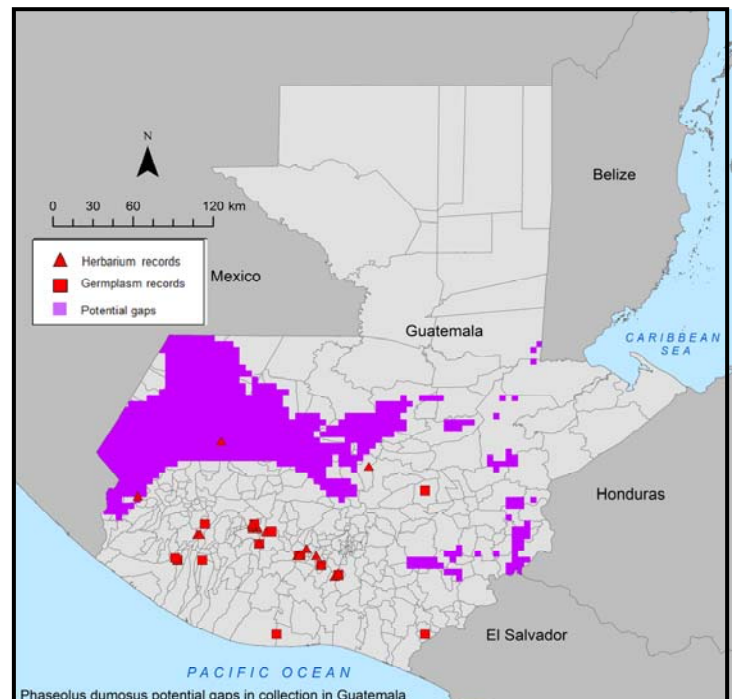 N
0 30 60 120 km
Herbarium records
Germplasm records
Potential gaps
Mexico
Belize
Guatemala
CARIBBEAN
SEA
Honduras
El Salvador
PACIFIC OCEAN
Phaseolus dumosus potential gaps in collection in Guatemala